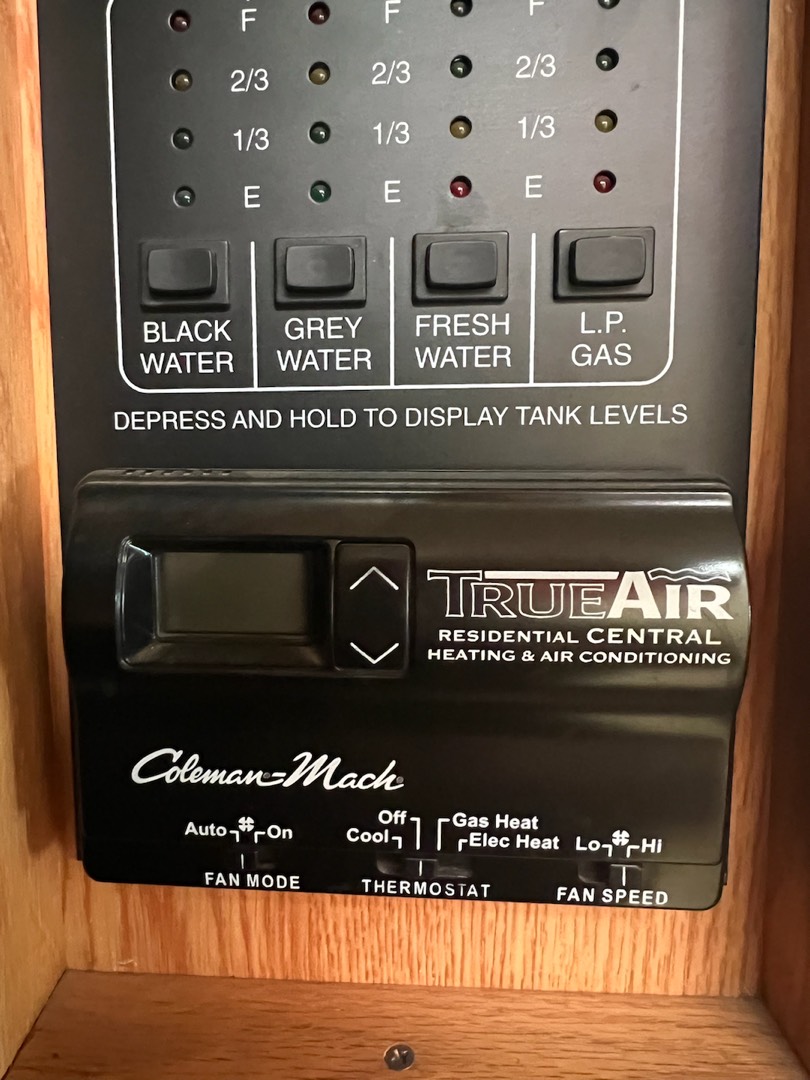 F F F
2/3 2/3 2/3
1/3 1/3 1/3
E E E
BLACK WATER
GREY WATER
FRESH WATER
L.P. GAS
DEPRESS AND HOLD TO DISPLAY TANK LEVELS
TRUEAIR
RESIDENTIAL CENTRAL
HEATING & AIR CONDITIONING
Coleman®-Mach®
Auto On
FAN MODE
Off Gas Heat
Cool Elec Heat
THERMOSTAT
Lo Hi
FAN SPEED